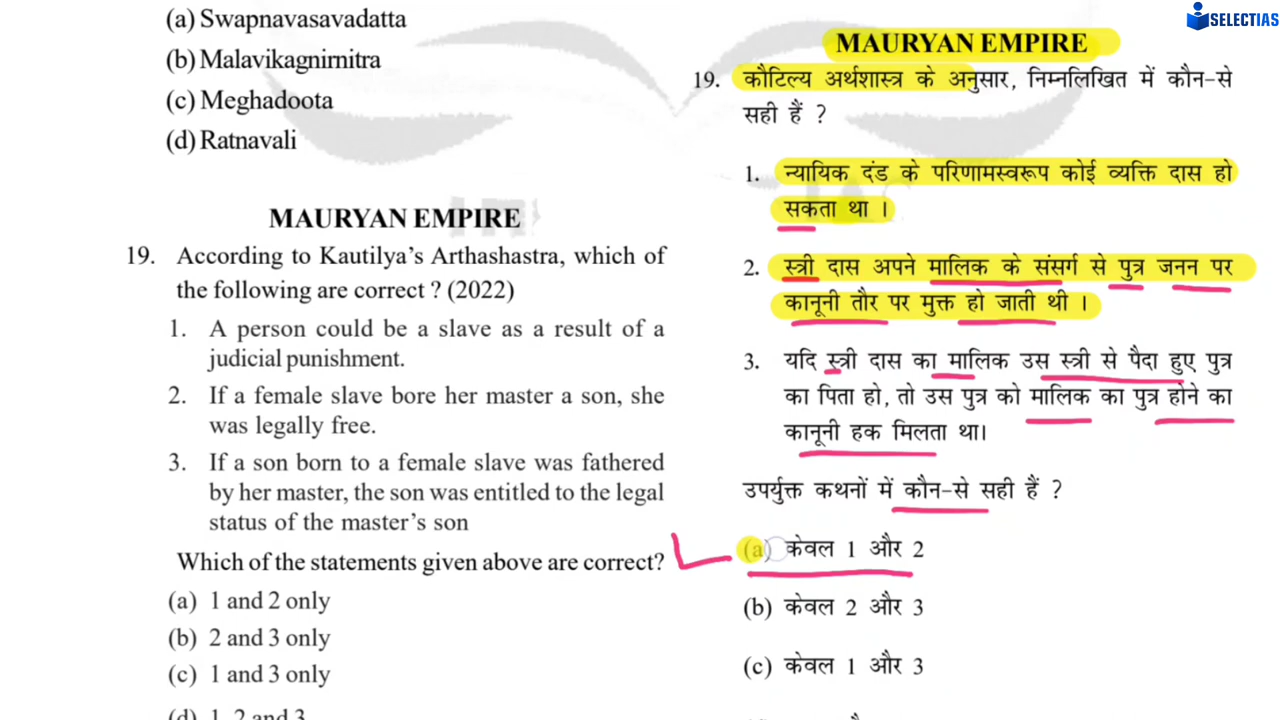 SELECTIAS
(a) Swapnavasavadatta
(b) Malavikagnimitra
(c) Meghadoota
(d) Ratnavali
MAURYAN EMPIRE
19. According to Kautilya's Arthashastra, which of
the following are correct ? (2022)
1. A person could be a slave as a result of a
judicial punishment.
2. If a female slave bore her master a son, she
was legally free.
3. If a son born to a female slave was fathered
by her master, the son was entitled to the legal
status of the master's son
Which of the statements given above are correct?
(a) 1 and 2 only
(b) 2 and 3 only
(c) 1 and 3 only
(d) 1, 2 and 3
MAURYAN EMPIRE
19. कौटिल्य अर्थशास्त्र के अनुसार, निम्नलिखित में कौन-से
सही हैं ?
1. न्यायिक दंड के परिणामस्वरूप कोई व्यक्ति दास हो
सकता था ।
2. स्त्री दास अपने मालिक के संसर्ग से पुत्र जनन पर
कानूनी तौर पर मुक्त हो जाती थी ।
3. यदि स्त्री दास का मालिक उस स्त्री से पैदा हुए पुत्र
का पिता हो, तो उस पुत्र को मालिक का पुत्र होने का
कानूनी हक मिलता था।
उपर्युक्त कथनों में कौन-से सही हैं ?
(a) केवल 1 और 2
(b) केवल 2 और 3
(c) केवल 1 और 3